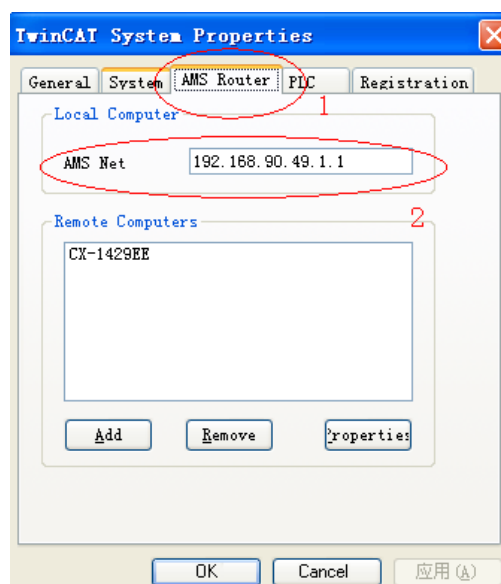 TwinCAT System Properties
General System AMS Router PLC Registration
Local Computer
1
AMS Net 192.168.90.49.1.1
Remote Computers
2
CX-1429EE
Add Remove Properties
OK Cancel 应用(A)